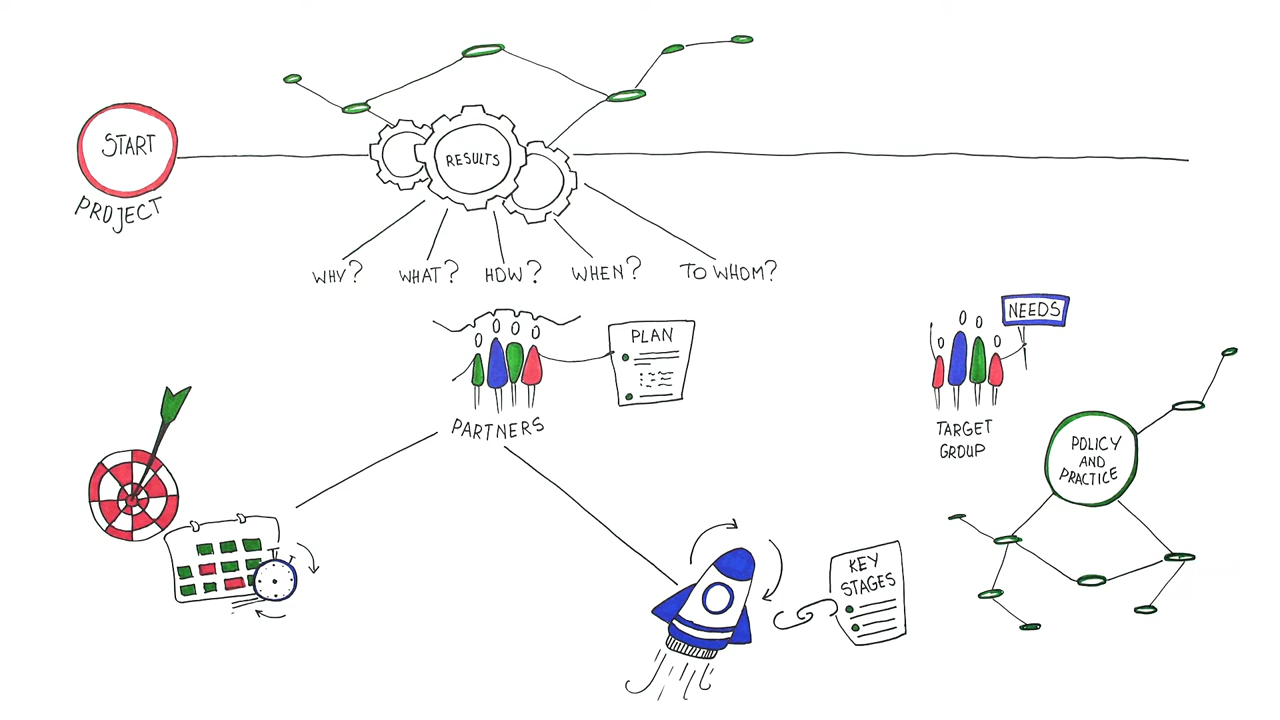 START
PROJECT
RESULTS
WHY?
WHAT?
HOW?
WHEN?
TO WHOM?
PLAN
PARTNERS
NEEDS
TARGET
GROUP
POLICY
AND
PRACTICE
KEY
STAGES